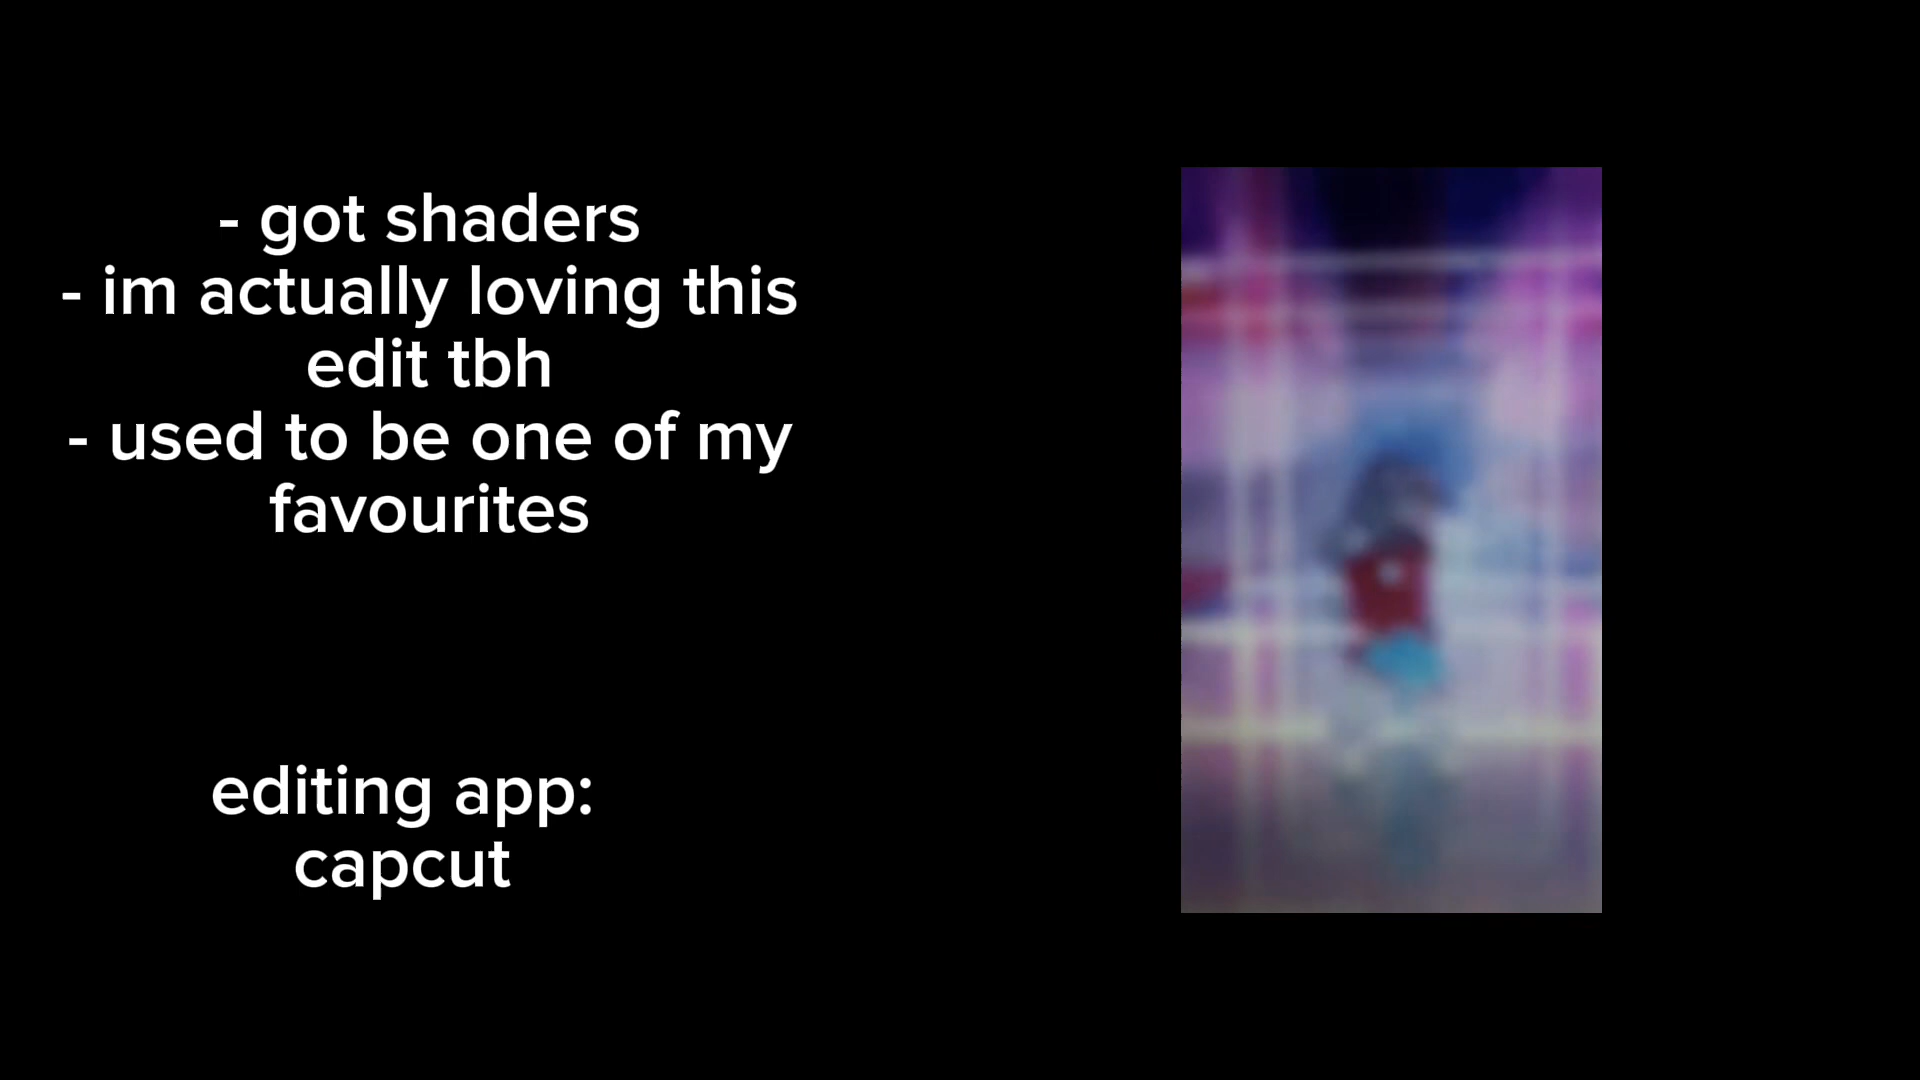 - got shaders
- im actually loving this
edit tbh
- used to be one of my
favourites
editing app:
capcut